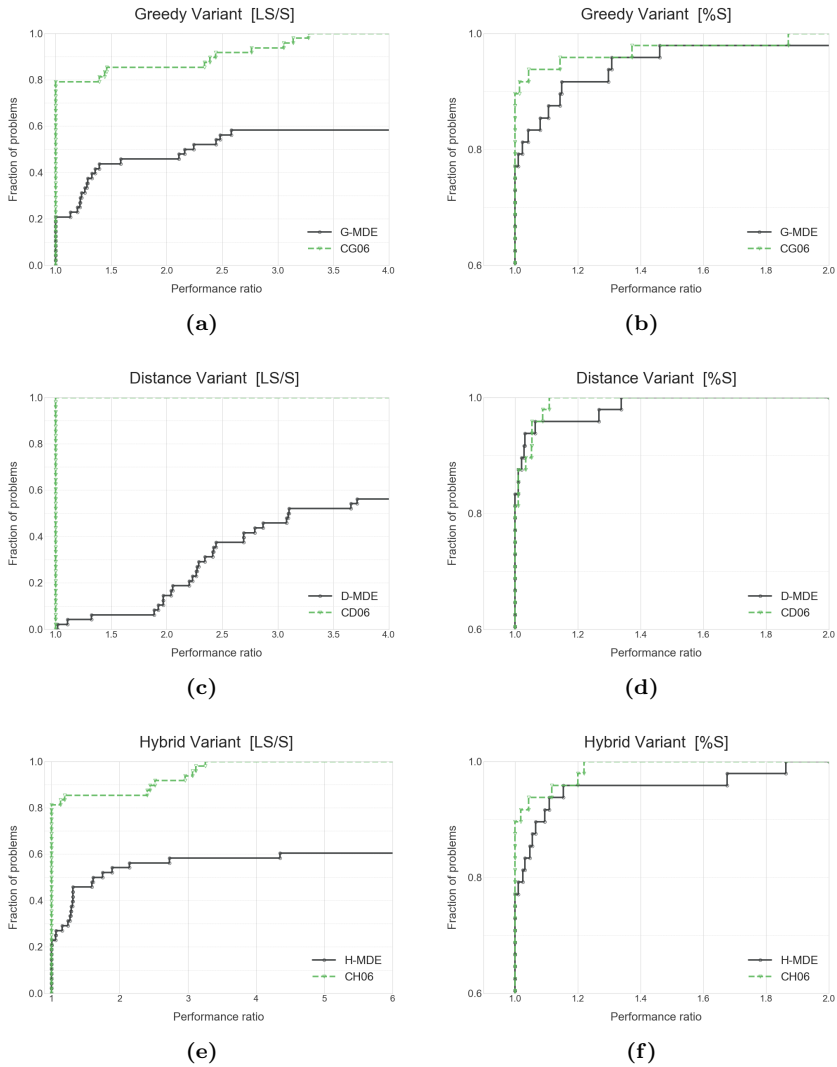 Greedy Variant [LS/S]
Fraction of problems
1.0
0.8
0.6
0.4
0.2
0.0
1.0 1.5 2.0 2.5 3.0 3.5 4.0
Performance ratio
G-MDE
CG06
(a)
Greedy Variant [%S]
Fraction of problems
1.0
0.8
0.6
1.0 1.2 1.4 1.6 1.8 2.0
Performance ratio
G-MDE
CG06
(b)
Distance Variant [LS/S]
Fraction of problems
1.0
0.8
0.6
0.4
0.2
0.0
1.0 1.5 2.0 2.5 3.0 3.5 4.0
Performance ratio
D-MDE
CD06
(c)
Distance Variant [%S]
Fraction of problems
1.0
0.8
0.6
1.0 1.2 1.4 1.6 1.8 2.0
Performance ratio
D-MDE
CD06
(d)
Hybrid Variant [LS/S]
Fraction of problems
1.0
0.8
0.6
0.4
0.2
0.0
1 2 3 4 5 6
Performance ratio
H-MDE
CH06
(e)
Hybrid Variant [%S]
Fraction of problems
1.0
0.8
0.6
1.0 1.2 1.4 1.6 1.8 2.0
Performance ratio
H-MDE
CH06
(f)